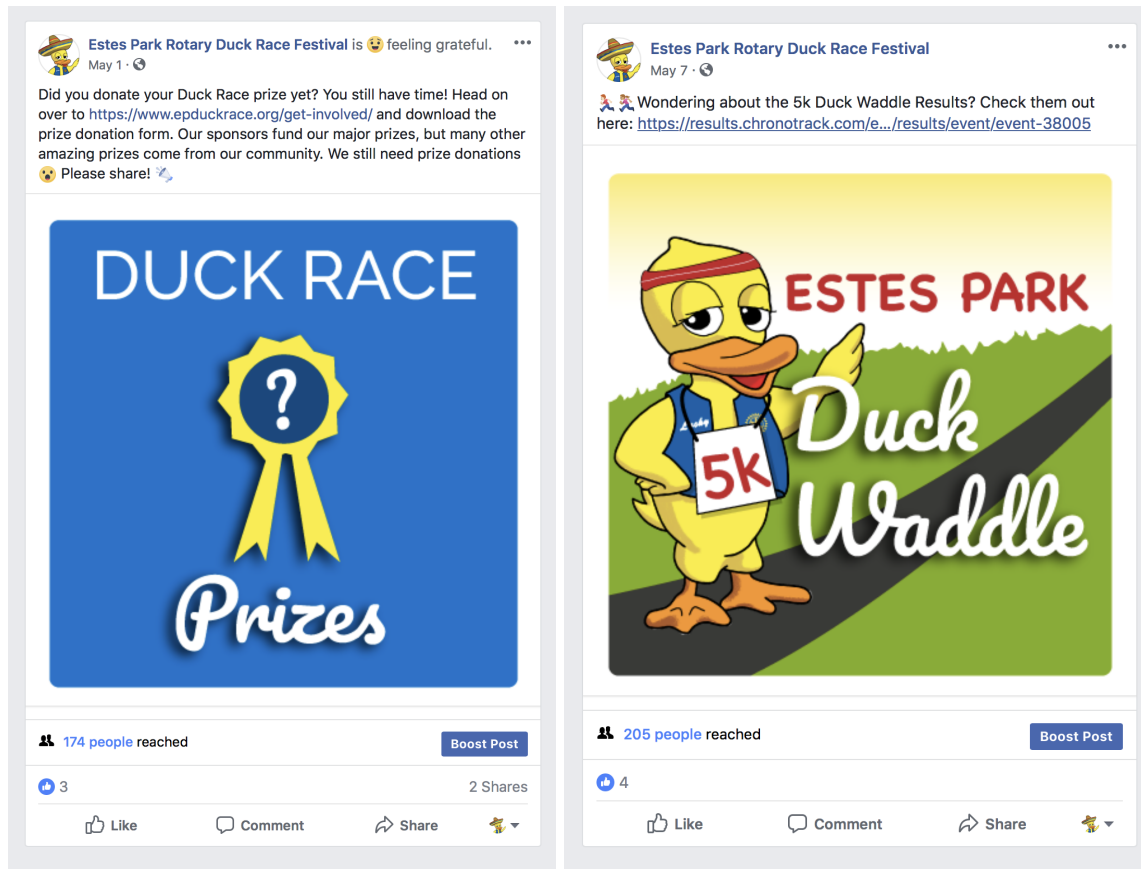 Estes Park Rotary Duck Race Festival is 😮 feeling grateful.
May 1 ·
Did you donate your Duck Race prize yet? You still have time! Head on
over to https://www.epduckrace.org/get-involved/ and download the
prize donation form. Our sponsors fund our major prizes, but many other
amazing prizes come from our community. We still need prize donations
😮 Please share!
DUCK RACE
?
Prizes
174 people reached
Boost Post
3
2 Shares
Like
Comment
Share
Estes Park Rotary Duck Race Festival
May 7 ·
Wondering about the 5k Duck Waddle Results? Check them out
here: https://results.chronotrack.com/e.../results/event/event-38005
ESTES PARK
Duck
Waddle
Lucky
5k
205 people reached
Boost Post
4
Like
Comment
Share